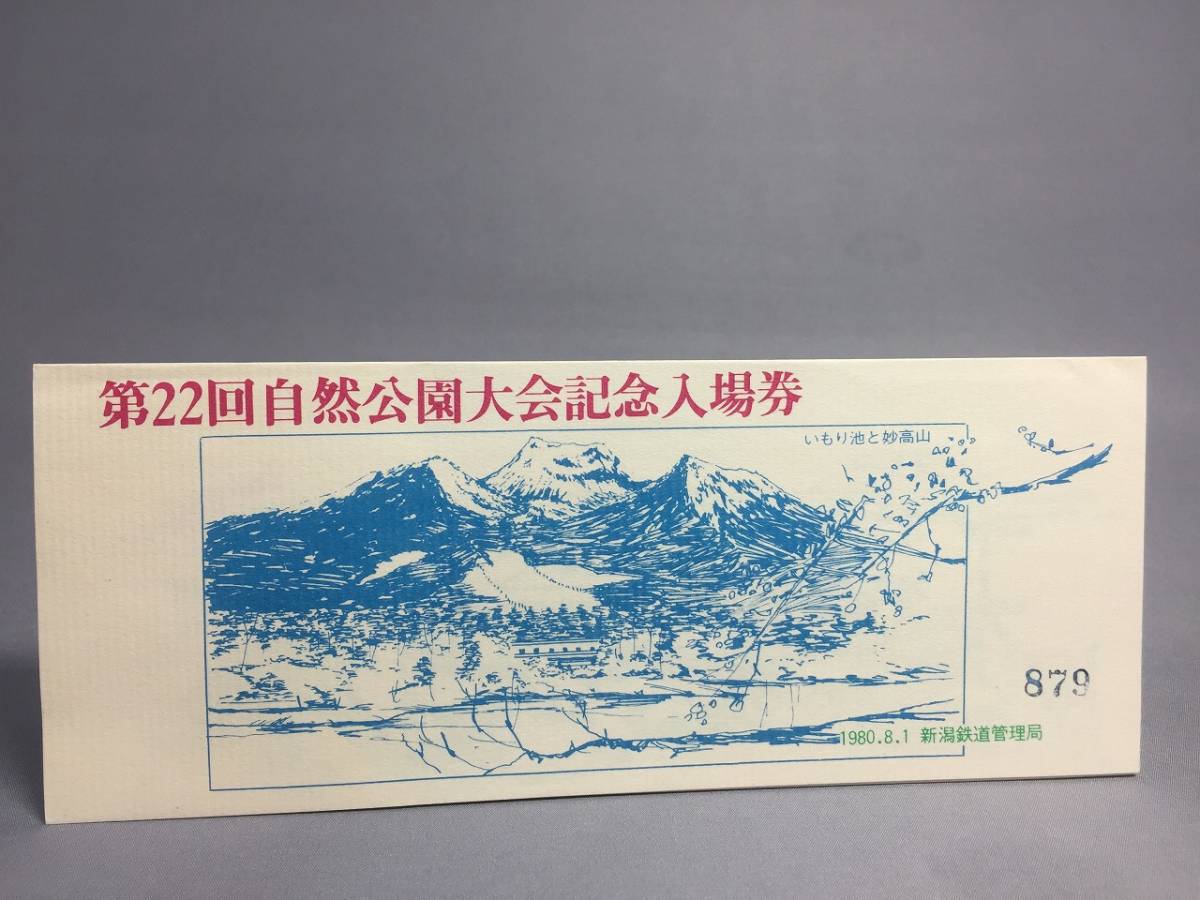 第22回自然公園大会記念入場券
いもり池と妙高山
879
1980.8.1 新潟鉄道管理局